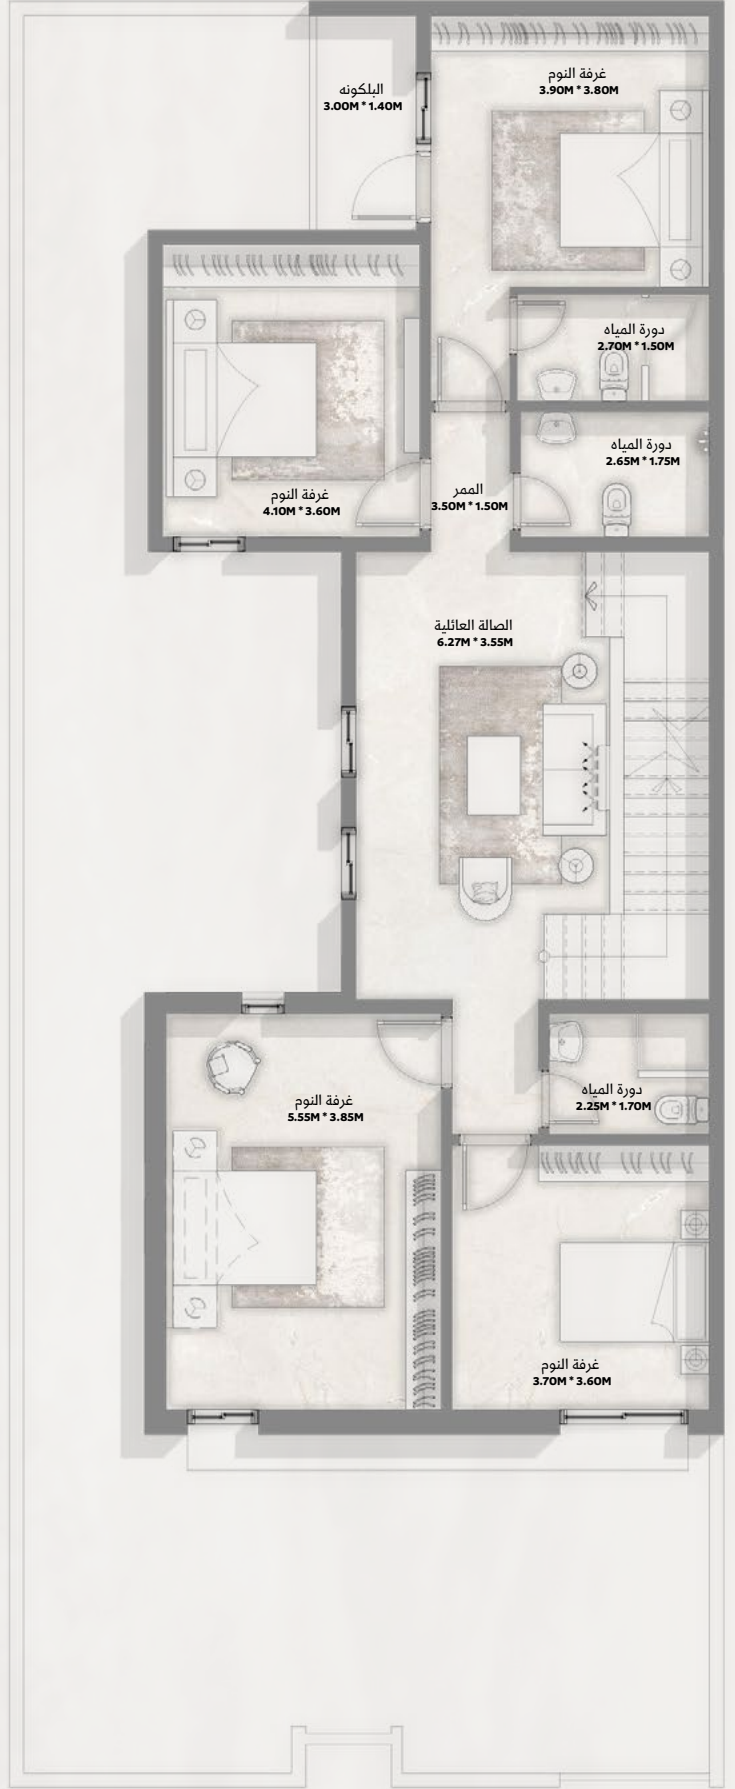 غرفة النوم
3.90M * 3.80M
البلكونه
3.00M * 1.40M
دورة المياه
2.70M * 1.50M
دورة المياه
2.65M * 1.75M
غرفة النوم
4.10M * 3.60M
الممر
3.50M * 1.50M
الصالة العائلية
6.27M * 3.55M
دورة المياه
2.25M * 1.70M
غرفة النوم
5.55M * 3.85M
غرفة النوم
3.70M * 3.60M